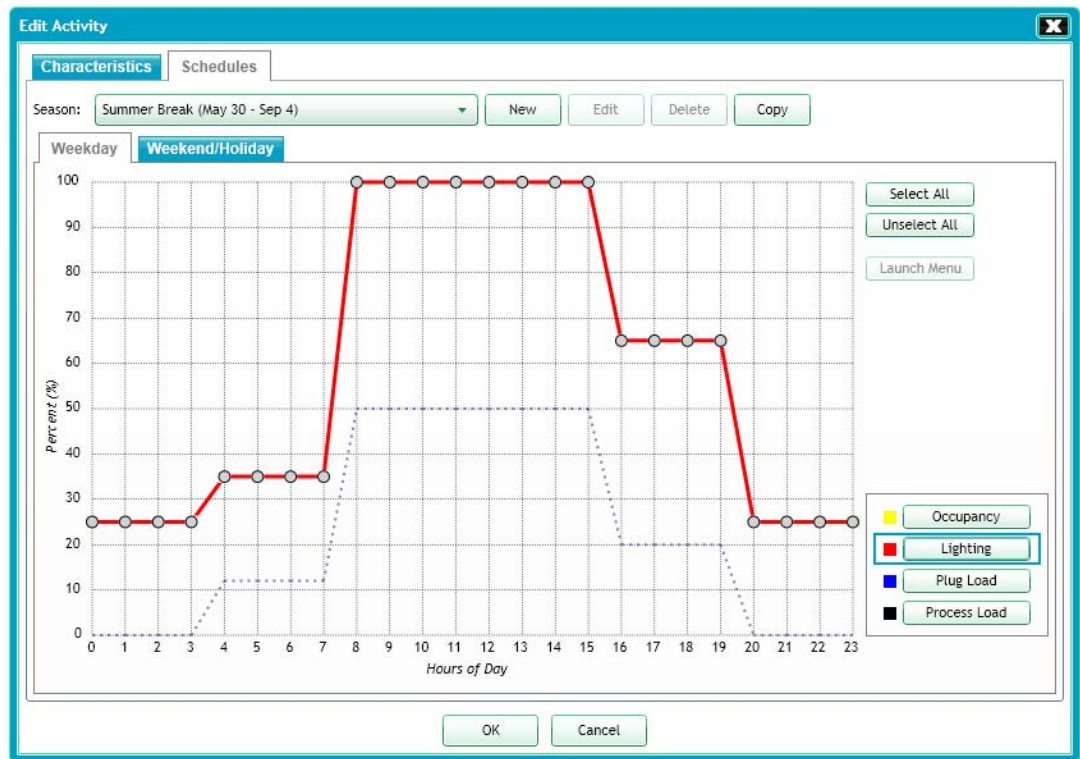 Edit Activity
X
Characteristics Schedules
Season: Summer Break (May 30 - Sep 4) New Edit Delete Copy
Weekday Weekend/Holiday
100
90
80
70
60
50
40
30
20
10
0
Percent (%)
0 1 2 3 4 5 6 7 8 9 10 11 12 13 14 15 16 17 18 19 20 21 22 23
Hours of Day
Select All
Unselect All
Launch Menu
Occupancy
Lighting
Plug Load
Process Load
OK Cancel